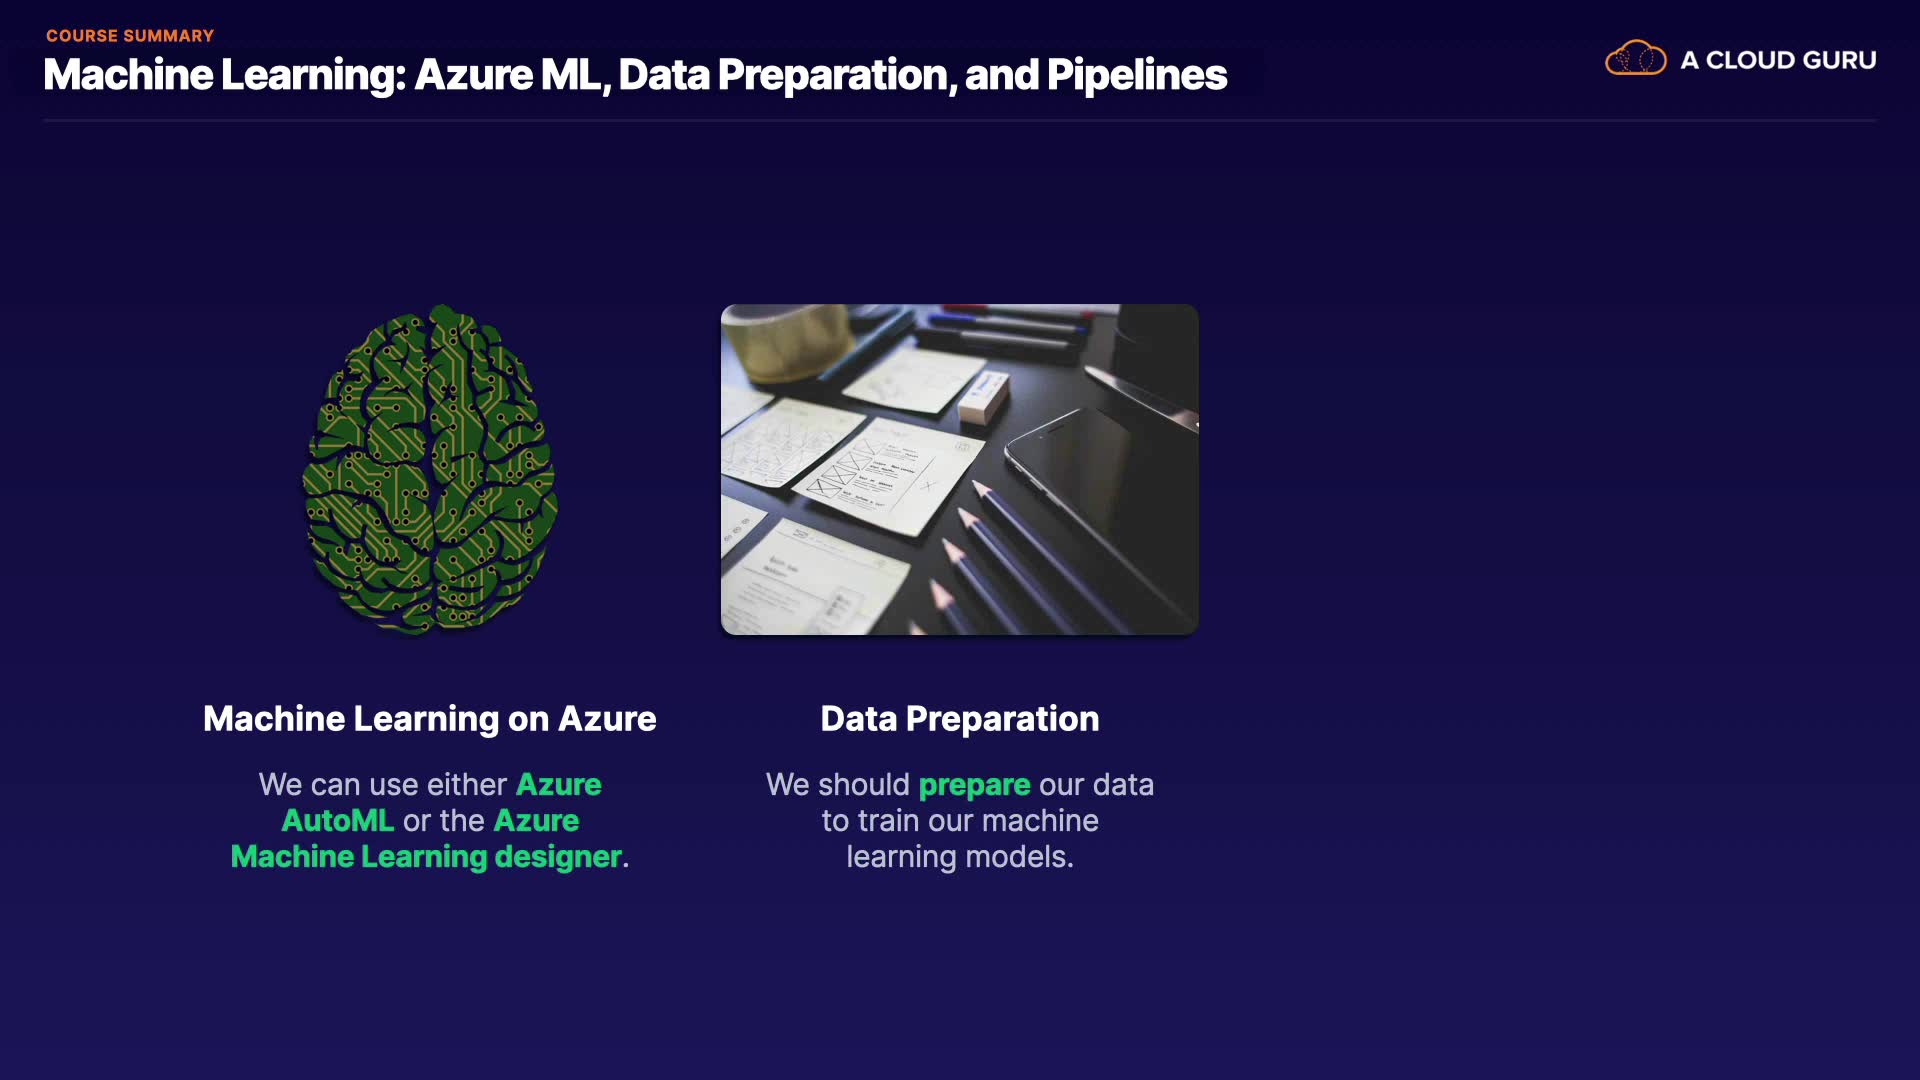 COURSE SUMMARY
Machine Learning: Azure ML, Data Preparation, and Pipelines
A CLOUD GURU
Machine Learning on Azure
We can use either Azure
AutoML or the Azure
Machine Learning designer.
Data Preparation
We should prepare our data
to train our machine
learning models.